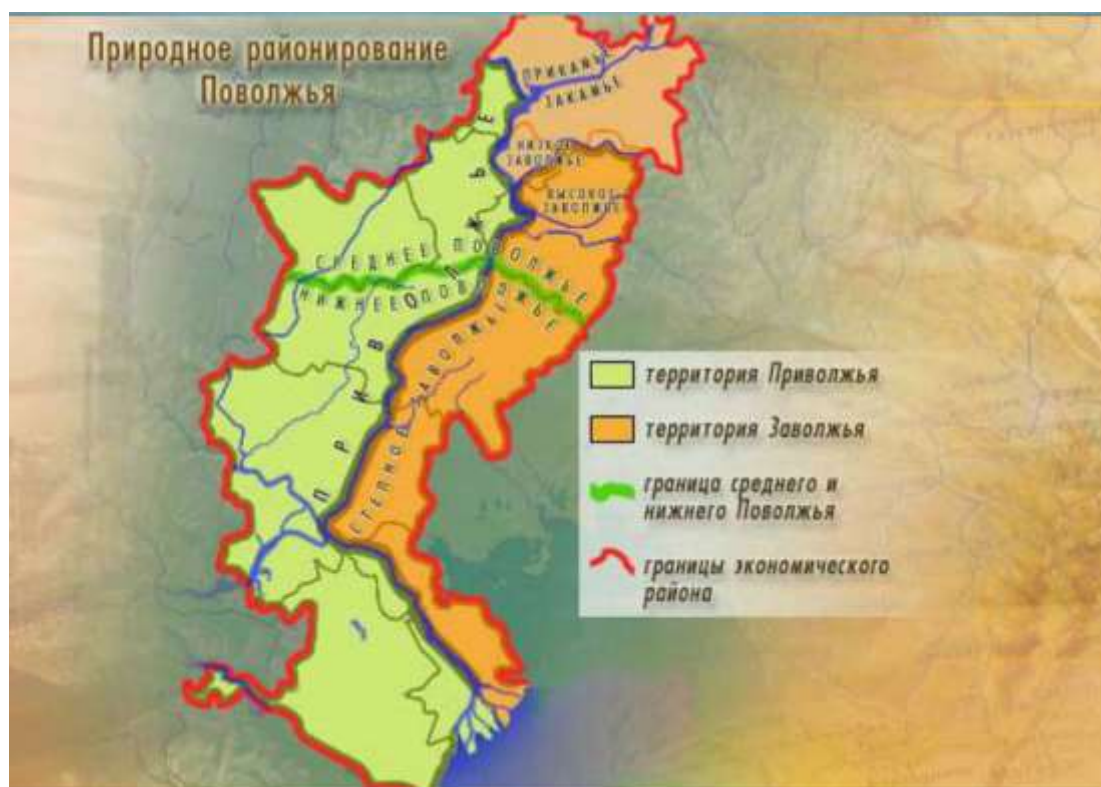 Природное районирование
Поволжья
ПРИКАМЬЕ
ЗАКАМЬЕ
НИЗКОЕ
ЗАВОЛЖЬЕ
ВЫСОКОЕ
ЗАВОЛЖЬЕ
СРЕДНЕЕ ПОВОЛЖЬЕ
НИЖНЕЕ ПОВОЛЖЬЕ
ПРИВОЛЖЬЕ
СТЕПНОЕ ЗАВОЛЖЬЕ
территория Приволжья
территория Заволжья
граница среднего и
нижнего Поволжья
границы экономического
района